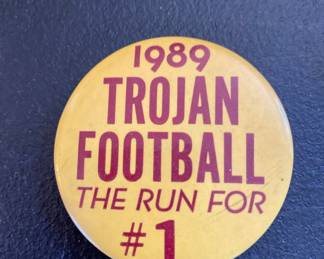 1989
TROJAN
FOOTBALL
THE RUN FOR
#1